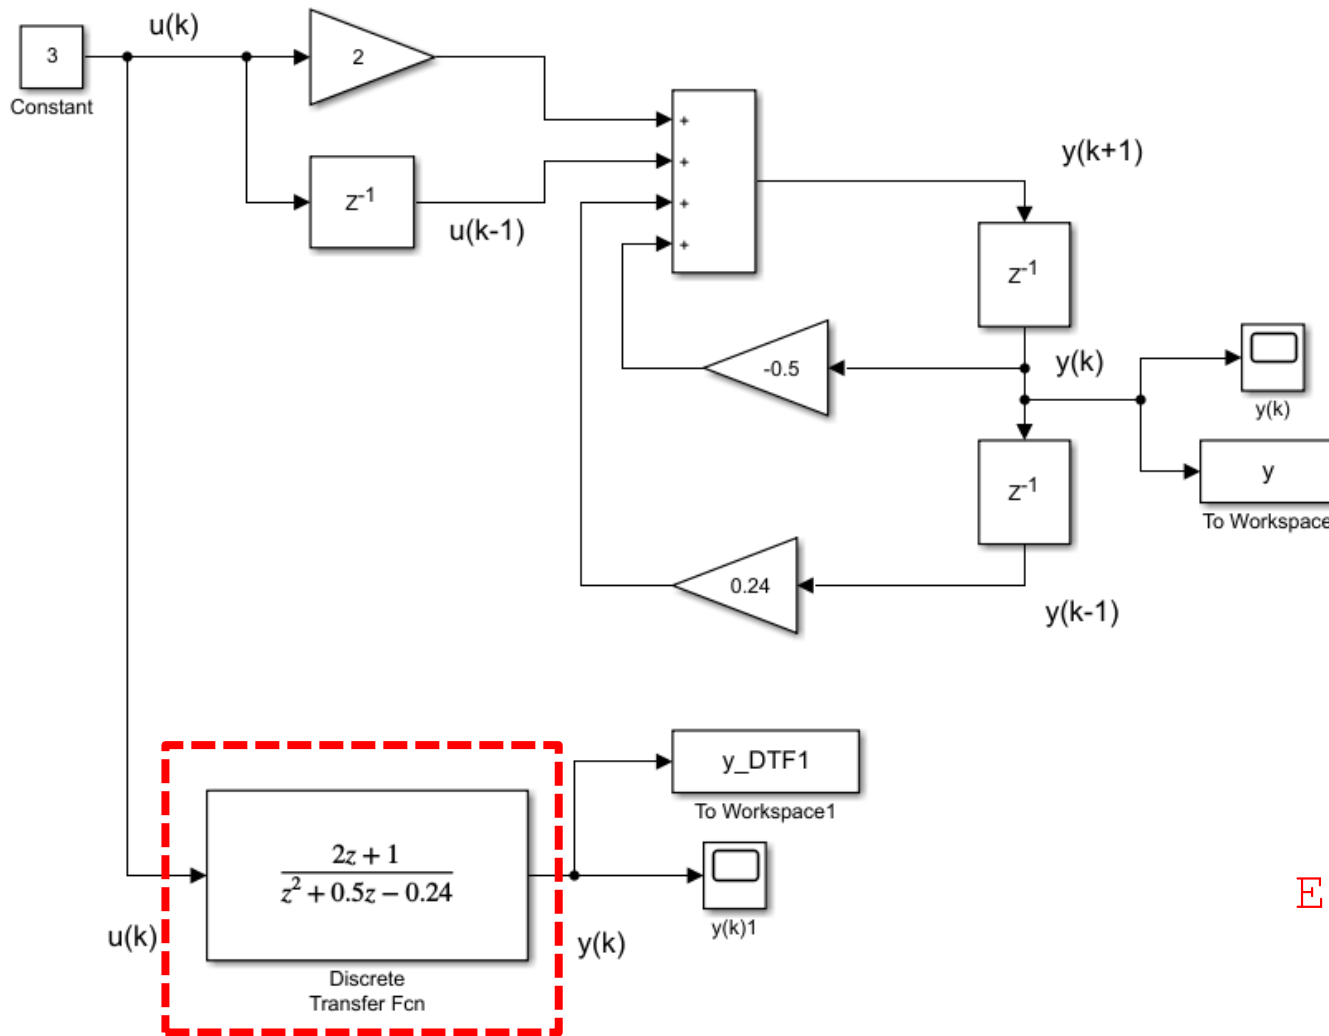 u(k)
3
Constant
2
Z-1
u(k-1)
+
+
+
+
y(k+1)
Z-1
-0.5
y(k)
y(k)
y
To Workspace
Z-1
0.24
y(k-1)
y_DTF1
To Workspace1
2z + 1
z² + 0.5z − 0.24
u(k)
y(k)
y(k)1
Discrete
Transfer Fcn
E